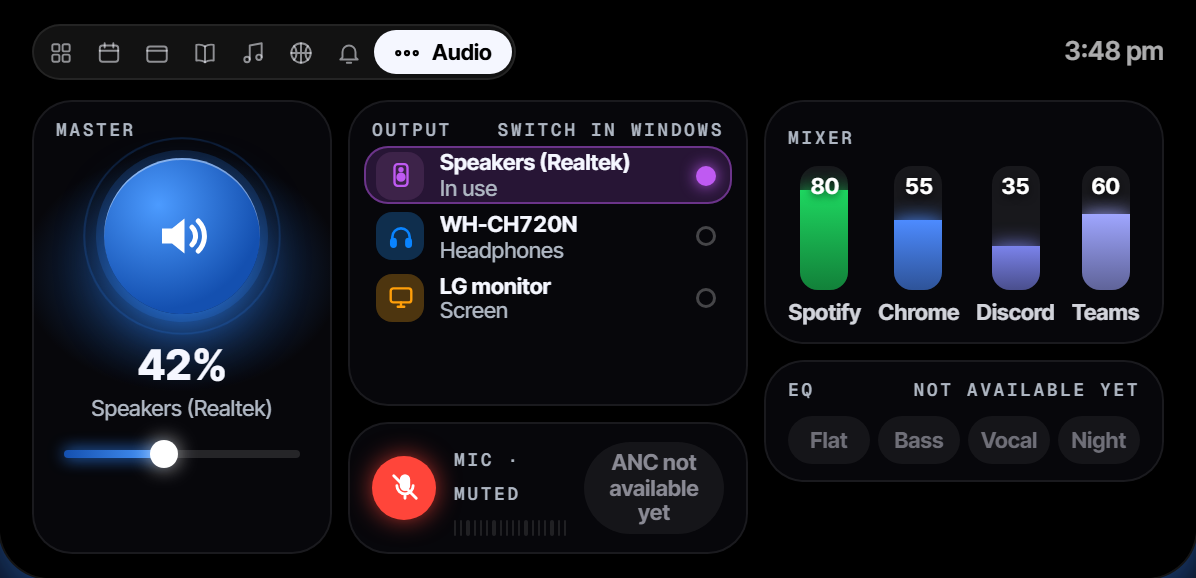 Audio
3:48 pm
MASTER
42%
Speakers (Realtek)
OUTPUT SWITCH IN WINDOWS
Speakers (Realtek)
In use
WH-CH720N
Headphones
LG monitor
Screen
MIC ·
MUTED
ANC not
available
yet
MIXER
80 55 35 60
Spotify Chrome Discord Teams
EQ NOT AVAILABLE YET
Flat Bass Vocal Night